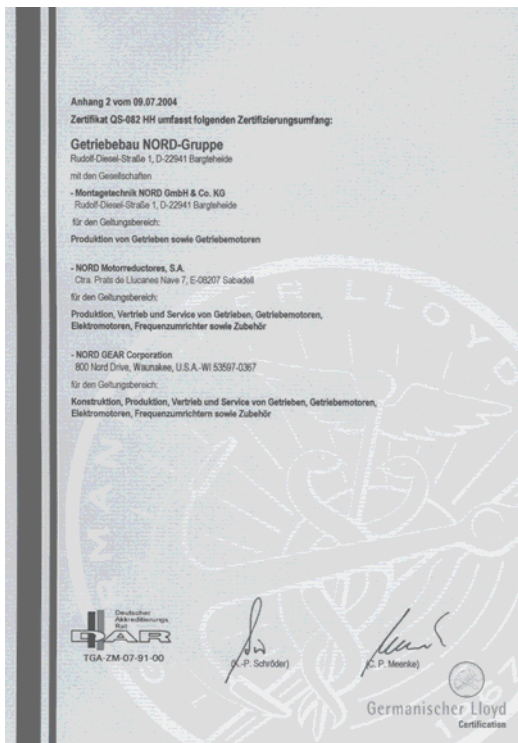 Anhang 2 vom 09.07.2004
Zertifikat QS-082 HH umfasst folgenden Zertifizierungsumfang:
Getriebebau NORD-Gruppe
Rudolf-Diesel-Straße 1, D-22941 Bargteheide
mit den Gesellschaften
- Montagetechnik NORD GmbH & Co. KG
Rudolf-Diesel-Straße 1, D-22941 Bargteheide
für den Geltungsbereich:
Produktion von Getrieben sowie Getriebemotoren
- NORD Motorreductores, S.A.
Ctra. Prats de Llucanes Nave 7, E-08207 Sabadell
für den Geltungsbereich:
Produktion, Vertrieb und Service von Getrieben, Getriebemotoren,
Elektromotoren, Frequenzumrichter sowie Zubehör
- NORD GEAR Corporation
800 Nord Drive, Waunakee, U.S.A.-WI 53597-0367
für den Geltungsbereich:
Konstruktion, Produktion, Vertrieb und Service von Getrieben, Getriebemotoren,
Elektromotoren, Frequenzumrichtern sowie Zubehör
Deutscher
Akkreditierungs
Rat
DAR
TGA-ZM-07-91-00
(K.-P. Schröder)
(C. P. Meenke)
Germanischer Lloyd
Certification